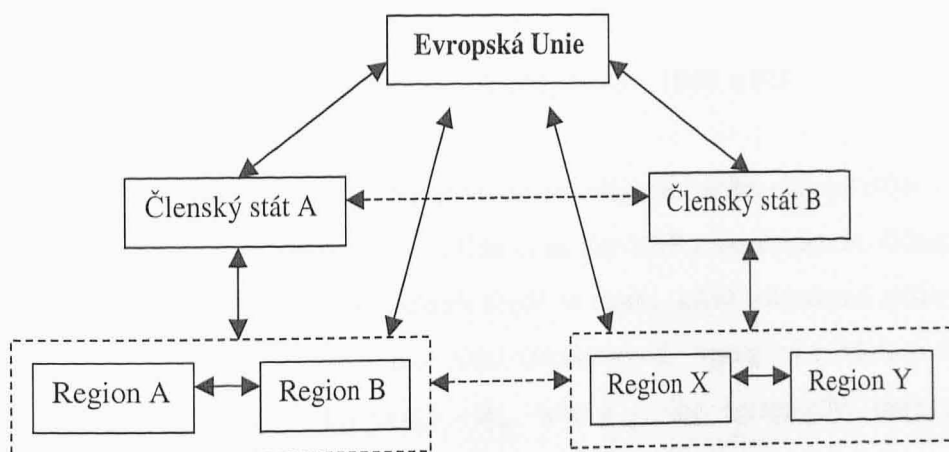 Evropská Unie
Členský stát A
Členský stát B
Region A
Region B
Region X
Region Y